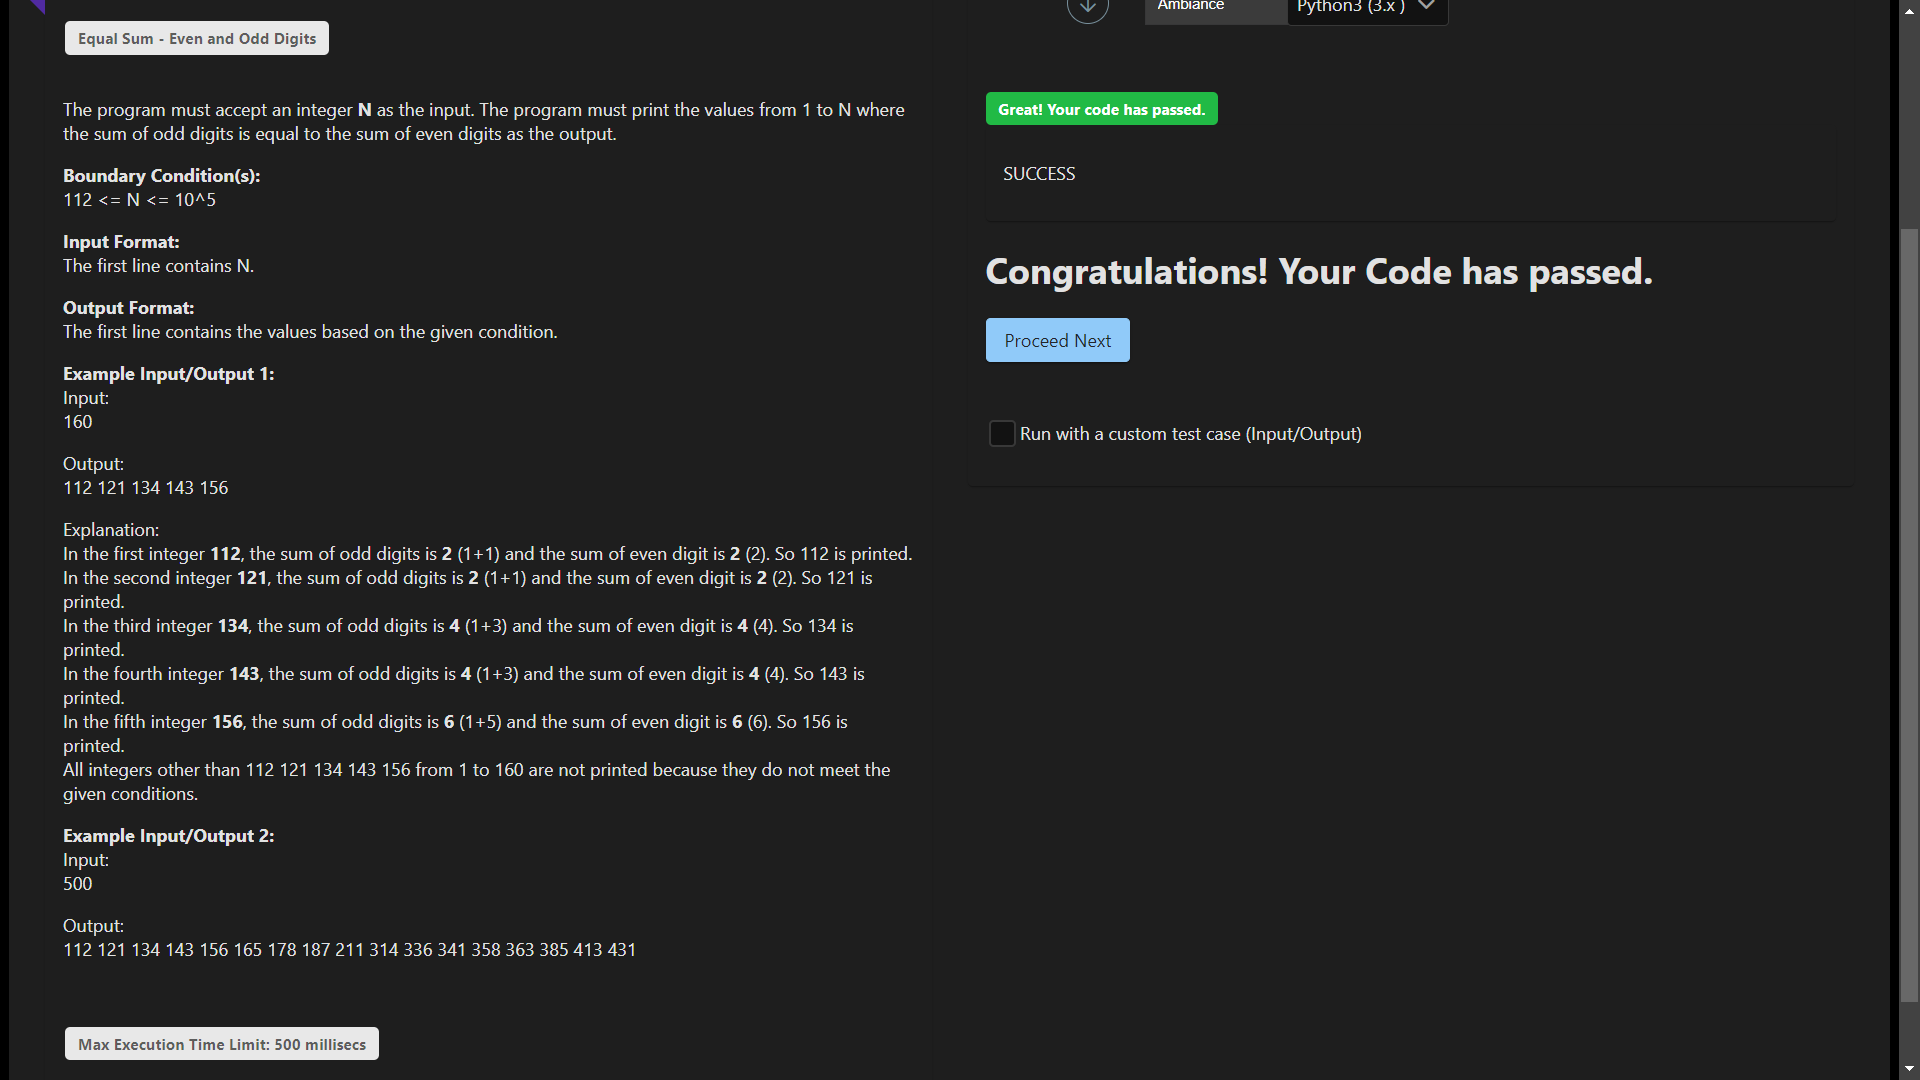 Equal Sum - Even and Odd Digits
The program must accept an integer N as the input. The program must print the values from 1 to N where
the sum of odd digits is equal to the sum of even digits as the output.
Boundary Condition(s):
112 <= N <= 10^5
Input Format:
The first line contains N.
Output Format:
The first line contains the values based on the given condition.
Example Input/Output 1:
Input:
160
Output:
112 121 134 143 156
Explanation:
In the first integer 112, the sum of odd digits is 2 (1+1) and the sum of even digit is 2 (2). So 112 is printed.
In the second integer 121, the sum of odd digits is 2 (1+1) and the sum of even digit is 2 (2). So 121 is
printed.
In the third integer 134, the sum of odd digits is 4 (1+3) and the sum of even digit is 4 (4). So 134 is
printed.
In the fourth integer 143, the sum of odd digits is 4 (1+3) and the sum of even digit is 4 (4). So 143 is
printed.
In the fifth integer 156, the sum of odd digits is 6 (1+5) and the sum of even digit is 6 (6). So 156 is
printed.
All integers other than 112 121 134 143 156 from 1 to 160 are not printed because they do not meet the
given conditions.
Example Input/Output 2:
Input:
500
Output:
112 121 134 143 156 165 178 187 211 314 336 341 358 363 385 413 431
Max Execution Time Limit: 500 millisecs
Ambiance
Python3 (3.x )
Great! Your code has passed.
SUCCESS
Congratulations! Your Code has passed.
Proceed Next
Run with a custom test case (Input/Output)